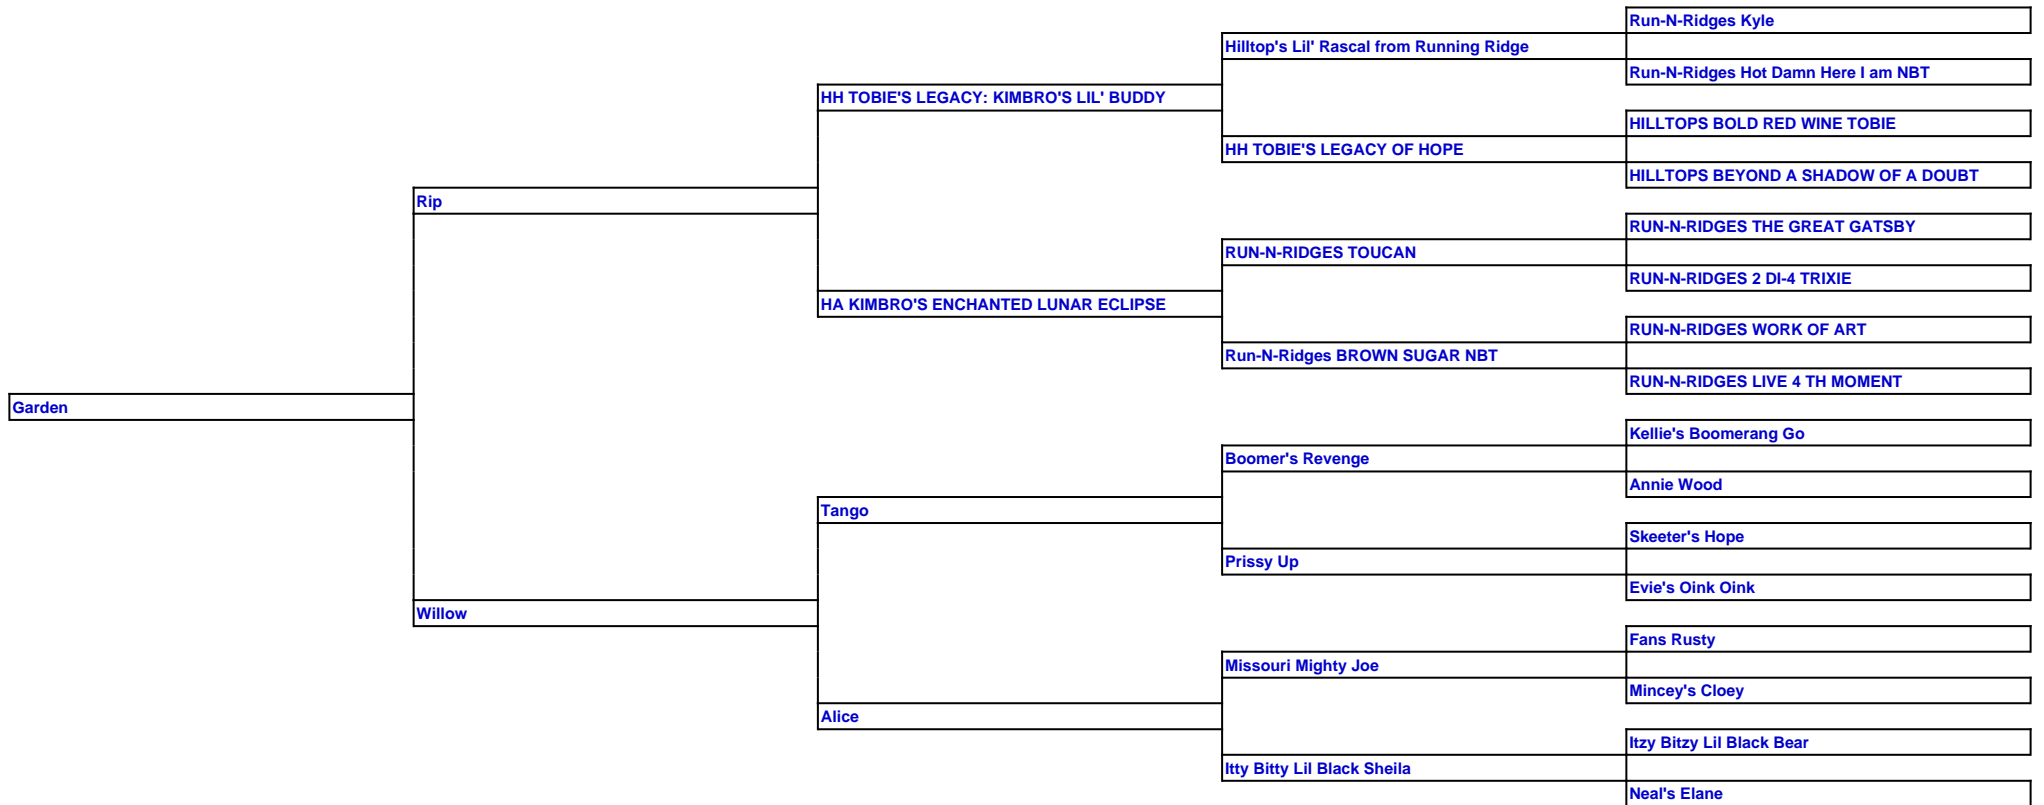 Run-N-Ridges Kyle
Hilltop's Lil' Rascal from Running Ridge
Run-N-Ridges Hot Damn Here I am NBT
HH TOBIE'S LEGACY: KIMBRO'S LIL' BUDDY
HILLTOPS BOLD RED WINE TOBIE
HH TOBIE'S LEGACY OF HOPE
HILLTOPS BEYOND A SHADOW OF A DOUBT
Rip
RUN-N-RIDGES THE GREAT GATSBY
RUN-N-RIDGES TOUCAN
RUN-N-RIDGES 2 DI-4 TRIXIE
HA KIMBRO'S ENCHANTED LUNAR ECLIPSE
RUN-N-RIDGES WORK OF ART
Run-N-Ridges BROWN SUGAR NBT
RUN-N-RIDGES LIVE 4 TH MOMENT
Garden
Kellie's Boomerang Go
Boomer's Revenge
Annie Wood
Tango
Skeeter's Hope
Prissy Up
Evie's Oink Oink
Willow
Fans Rusty
Missouri Mighty Joe
Mincey's Cloey
Alice
Itzy Bitzy Lil Black Bear
Itty Bitty Lil Black Sheila
Neal's Elane